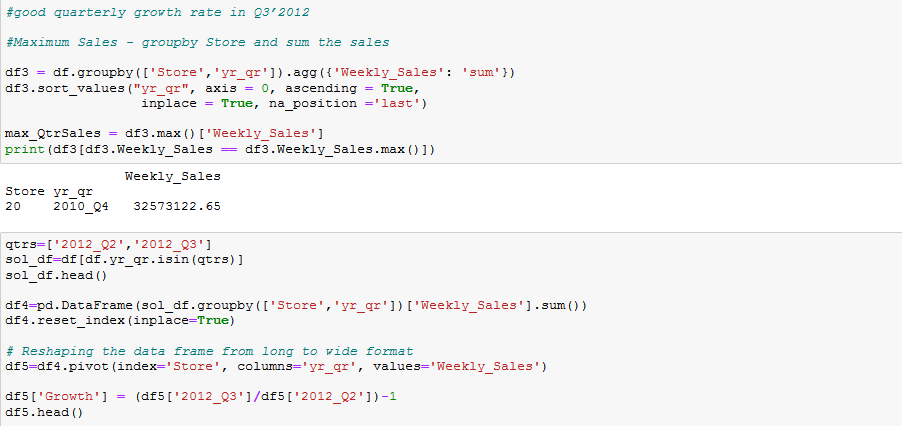 #good quarterly growth rate in Q3’2012
#Maximum Sales - groupby Store and sum the sales
df3 = df.groupby(['Store','yr_qr']).agg({'Weekly_Sales': 'sum'})
df3.sort_values("yr_qr", axis = 0, ascending = True,
inplace = True, na_position ='last')
max_QtrSales = df3.max()['Weekly_Sales']
print(df3[df3.Weekly_Sales == df3.Weekly_Sales.max()])
Weekly_Sales
Store yr_qr
20 2010_Q4 32573122.65
qtrs=['2012_Q2','2012_Q3']
sol_df=df[df.yr_qr.isin(qtrs)]
sol_df.head()
df4=pd.DataFrame(sol_df.groupby(['Store','yr_qr'])['Weekly_Sales'].sum())
df4.reset_index(inplace=True)
# Reshaping the data frame from long to wide format
df5=df4.pivot(index='Store', columns='yr_qr', values='Weekly_Sales')
df5['Growth'] = (df5['2012_Q3']/df5['2012_Q2'])-1
df5.head()